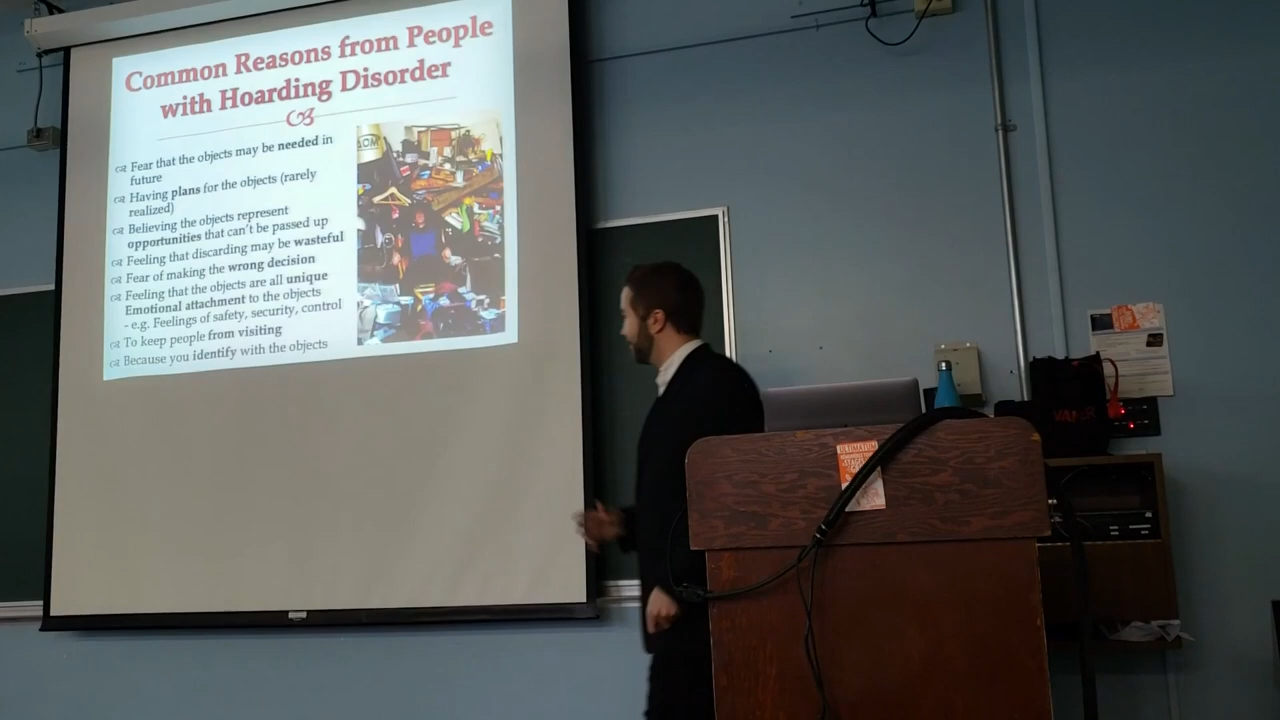 Common Reasons from People
with Hoarding Disorder
Fear that the objects may be needed in
future
Having plans for the objects (rarely
realized)
Believing the objects represent
opportunities that can't be passed up
Feeling that discarding may be wasteful
Fear of making the wrong decision
Feeling that the objects are all unique
Emotional attachment to the objects
- e.g. Feelings of safety, security, control
To keep people from visiting
Because you identify with the objects
ULTIMATUM